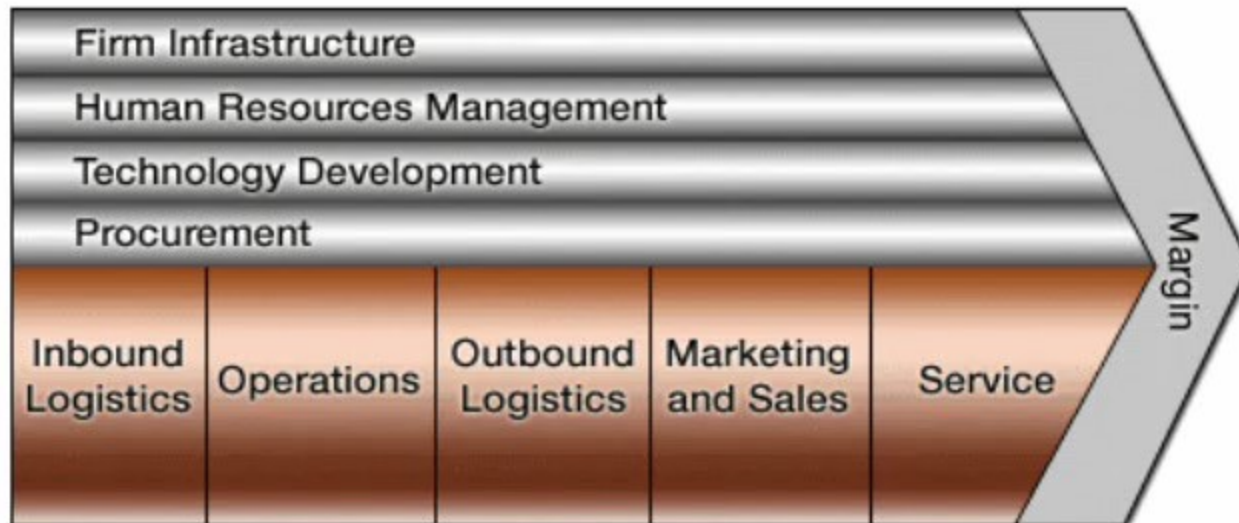 Firm Infrastructure
Human Resources Management
Technology Development
Procurement
Inbound
Logistics
Operations
Outbound
Logistics
Marketing
and Sales
Service
Margin